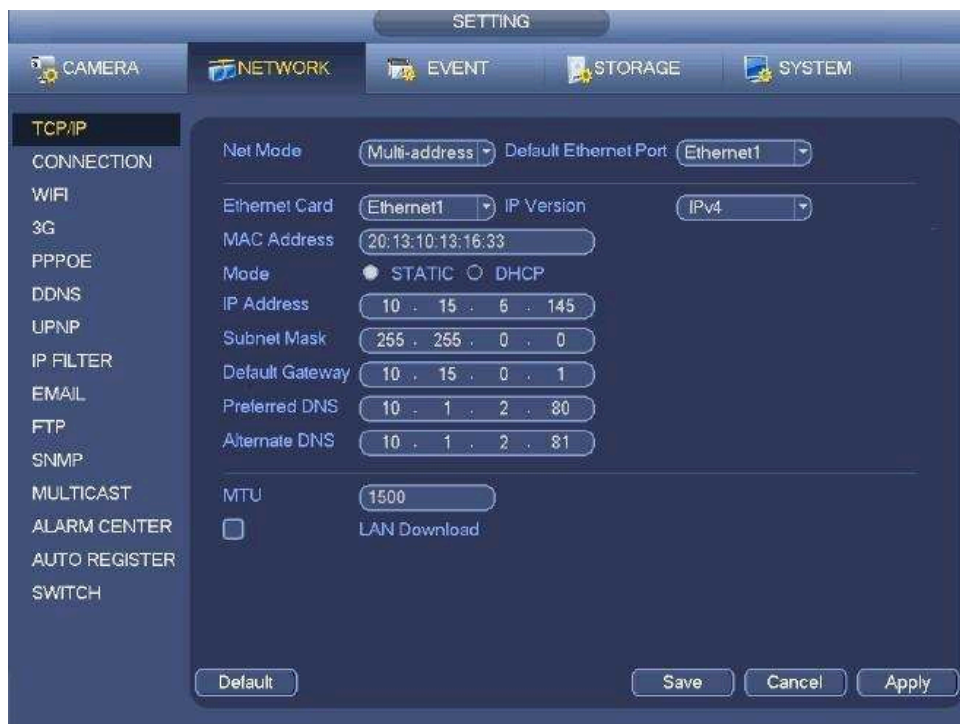 SETTING
CAMERA NETWORK EVENT STORAGE SYSTEM
TCP/IP
CONNECTION
WIFI
3G
PPPOE
DDNS
UPNP
IP FILTER
EMAIL
FTP
SNMP
MULTICAST
ALARM CENTER
AUTO REGISTER
SWITCH
Net Mode Multi-address Default Ethernet Port Ethernet1
Ethernet Card Ethernet1 IP Version IPv4
MAC Address 20:13:10:13:16:33
Mode STATIC DHCP
IP Address 10 . 15 . 6 . 145
Subnet Mask 255 . 255 . 0 . 0
Default Gateway 10 . 15 . 0 . 1
Preferred DNS 10 . 1 . 2 . 80
Alternate DNS 10 . 1 . 2 . 81
MTU 1500
LAN Download
Default Save Cancel Apply